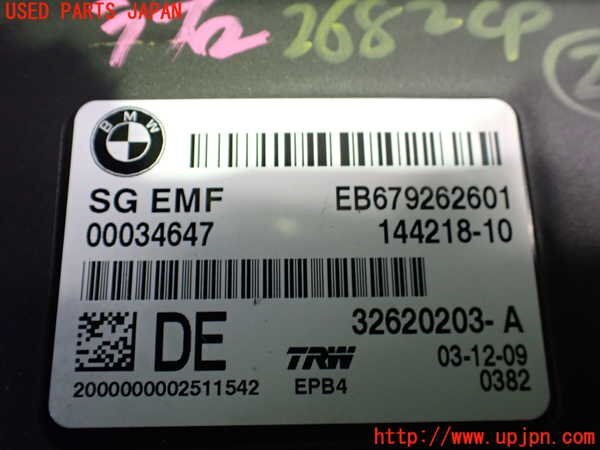 USED PARTS JAPAN
2682cp
BMW
SG EMF EB679262601
00034647 144218-10
32620203-A
DE TRW 03-12-09
2000000002511542 EPB4 0382
http://www.upjpn.com